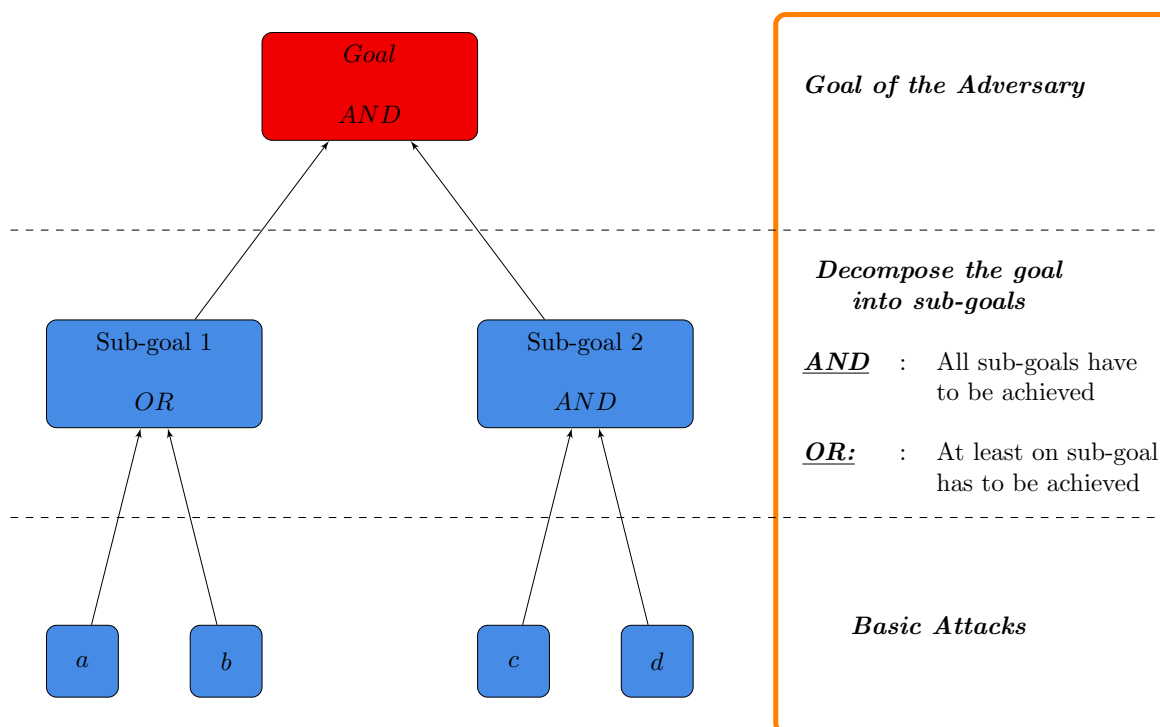 Goal
AND
Goal of the Adversary
Decompose the goal
into sub-goals
Sub-goal 1
OR
Sub-goal 2
AND
AND : All sub-goals have
to be achieved
OR: : At least on sub-goal
has to be achieved
a
b
c
d
Basic Attacks